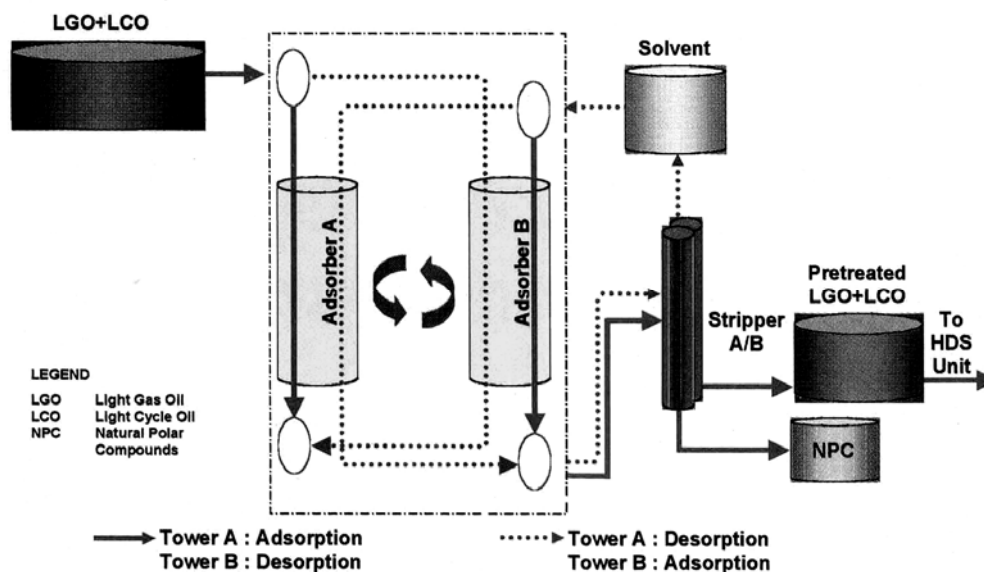 LGO+LCO
Solvent
Adsorber A
Adsorber B
Stripper
A/B
Pretreated
LGO+LCO
To
HDS
Unit
NPC
LEGEND
LGO Light Gas Oil
LCO Light Cycle Oil
NPC Natural Polar
Compounds
Tower A : Adsorption
Tower B : Desorption
Tower A : Desorption
Tower B : Adsorption